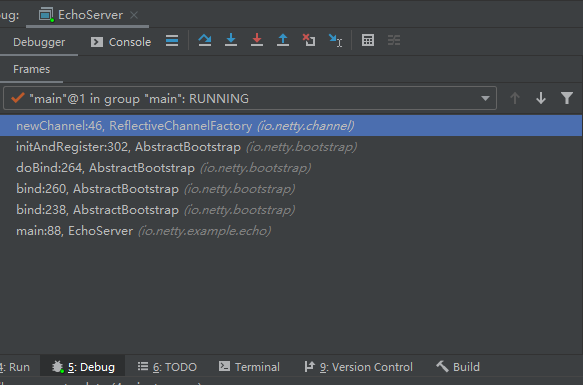 ug: EchoServer
Debugger Console
Frames
"main"@1 in group "main": RUNNING
newChannel:46, ReflectiveChannelFactory (io.netty.channel)
initAndRegister:302, AbstractBootstrap (io.netty.bootstrap)
doBind:264, AbstractBootstrap (io.netty.bootstrap)
bind:260, AbstractBootstrap (io.netty.bootstrap)
bind:238, AbstractBootstrap (io.netty.bootstrap)
main:88, EchoServer (io.netty.example.echo)
4: Run 5: Debug 6: TODO Terminal 9: Version Control Build